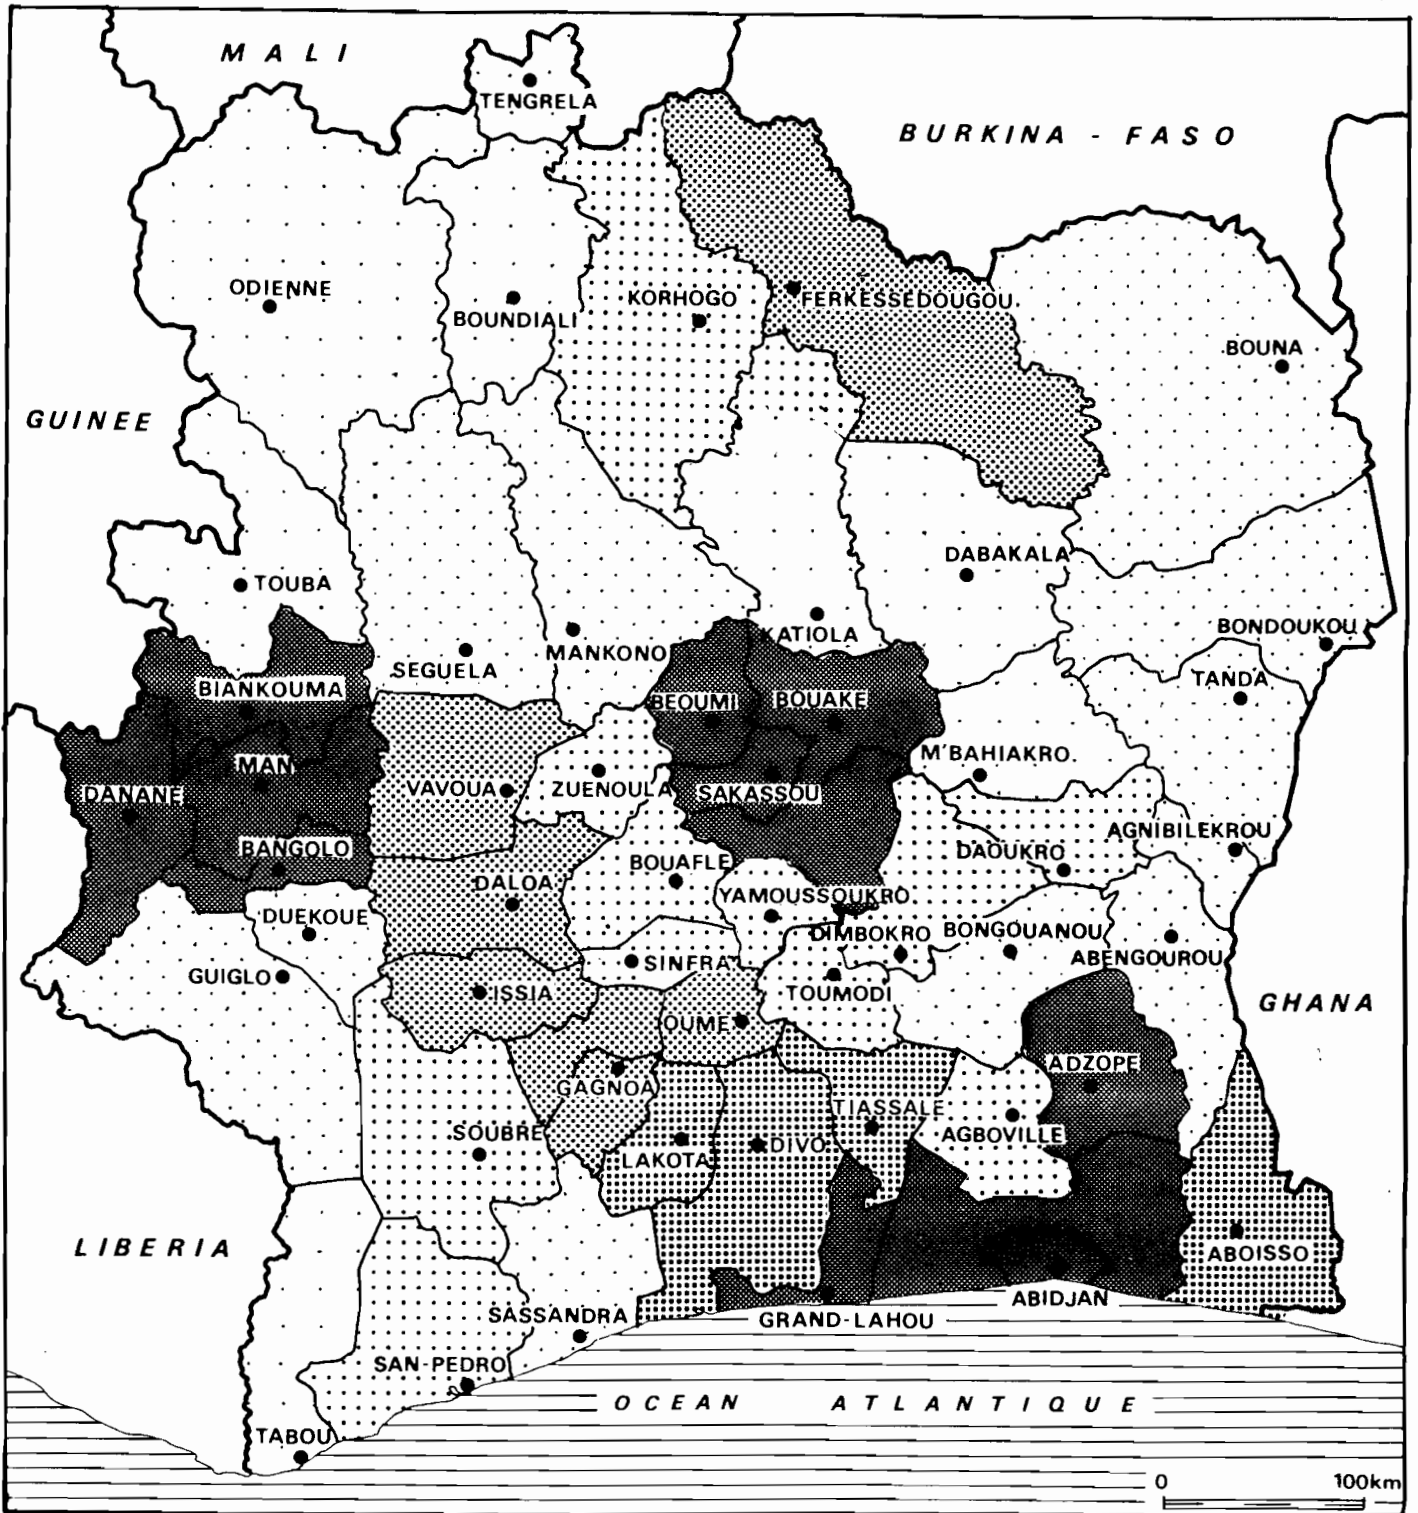 MALI
TENGRELA
BURKINA - FASO
ODIENNE
BOUNDIALI
KORHOGO
FERKESSEDOUGOU
BOUNA
GUINEE
TOUBA
DABAKALA
KATIOLA
BONDOUKOU
SEGUELA
MANKONO
TANDA
BIANKOUMA
BEOUMI
BOUAKE
M'BAHIAKRO
MAN
DANANE
VAVOUA
ZUENOULA
SAKASSOU
AGNIBILEKROU
BANGOLO
BOUAFLE
DAOUKRO
DALOA
YAMOUSSOUKRO
DUEKOUE
DIMBOKRO
BONGOUANOU
ABENGOUROU
GUIGLO
SINFRA
ISSIA
TOUMODI
GHANA
OUME
ADZOPE
GAGNOA
TIASSALE
SOUBRE
LAKOTA
DIVO
AGBOVILLE
LIBERIA
ABOISSO
ABIDJAN
SASSANDRA
GRAND-LAHOU
SAN-PEDRO
OCEAN ATLANTIQUE
TABOU
0 100km